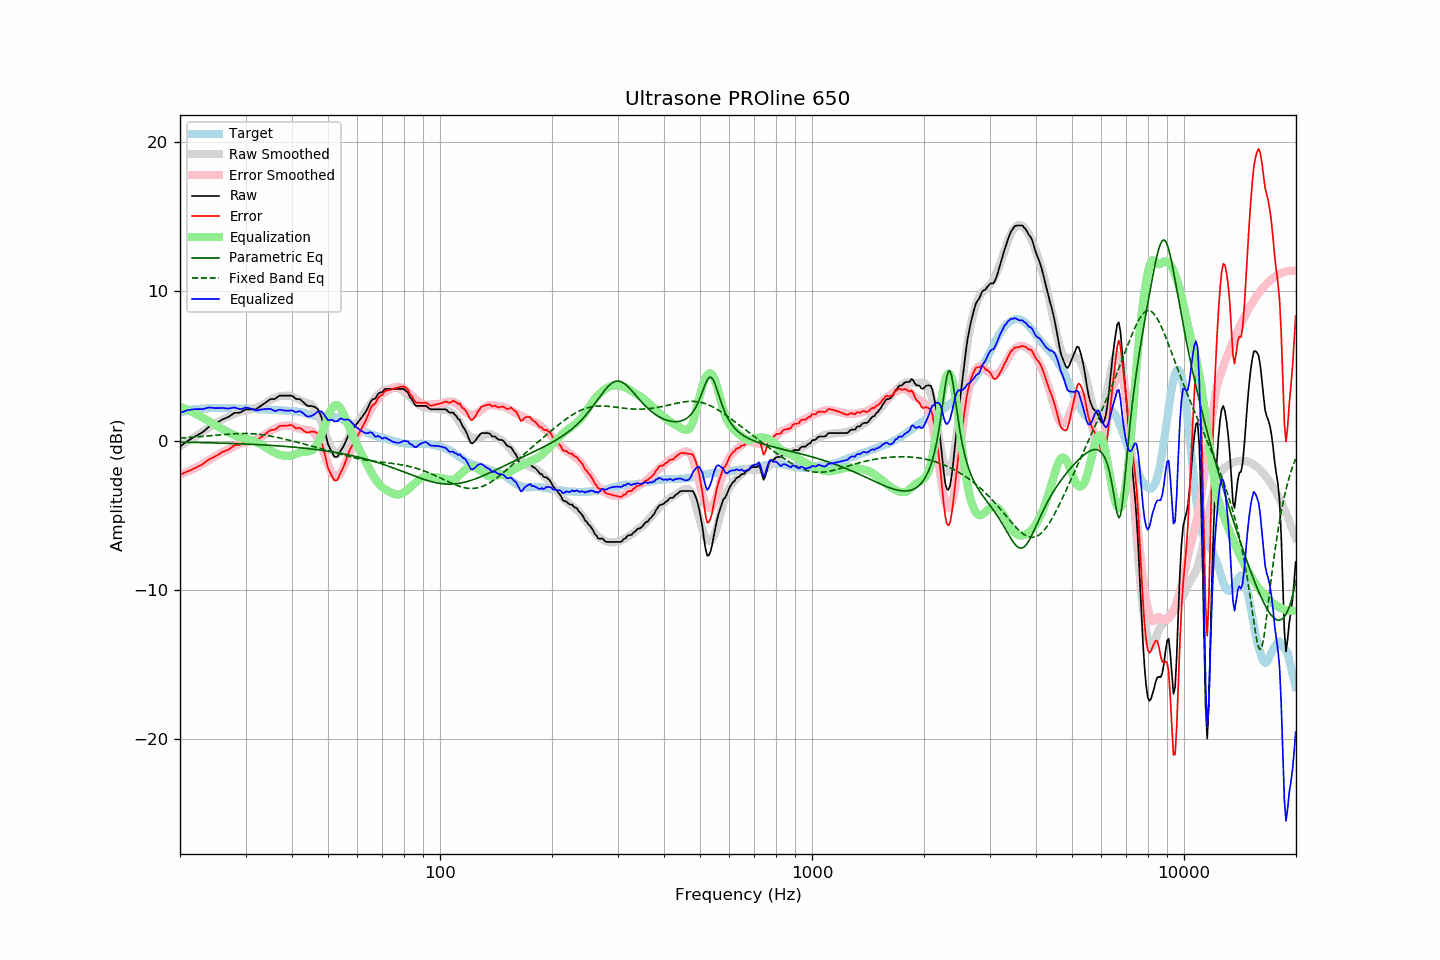 Ultrasone PROline 650
Target
Raw Smoothed
Error Smoothed
Raw
Error
Equalization
Parametric Eq
Fixed Band Eq
Equalized
20
10
0
−10
−20
Amplitude (dBr)
100
1000
10000
Frequency (Hz)